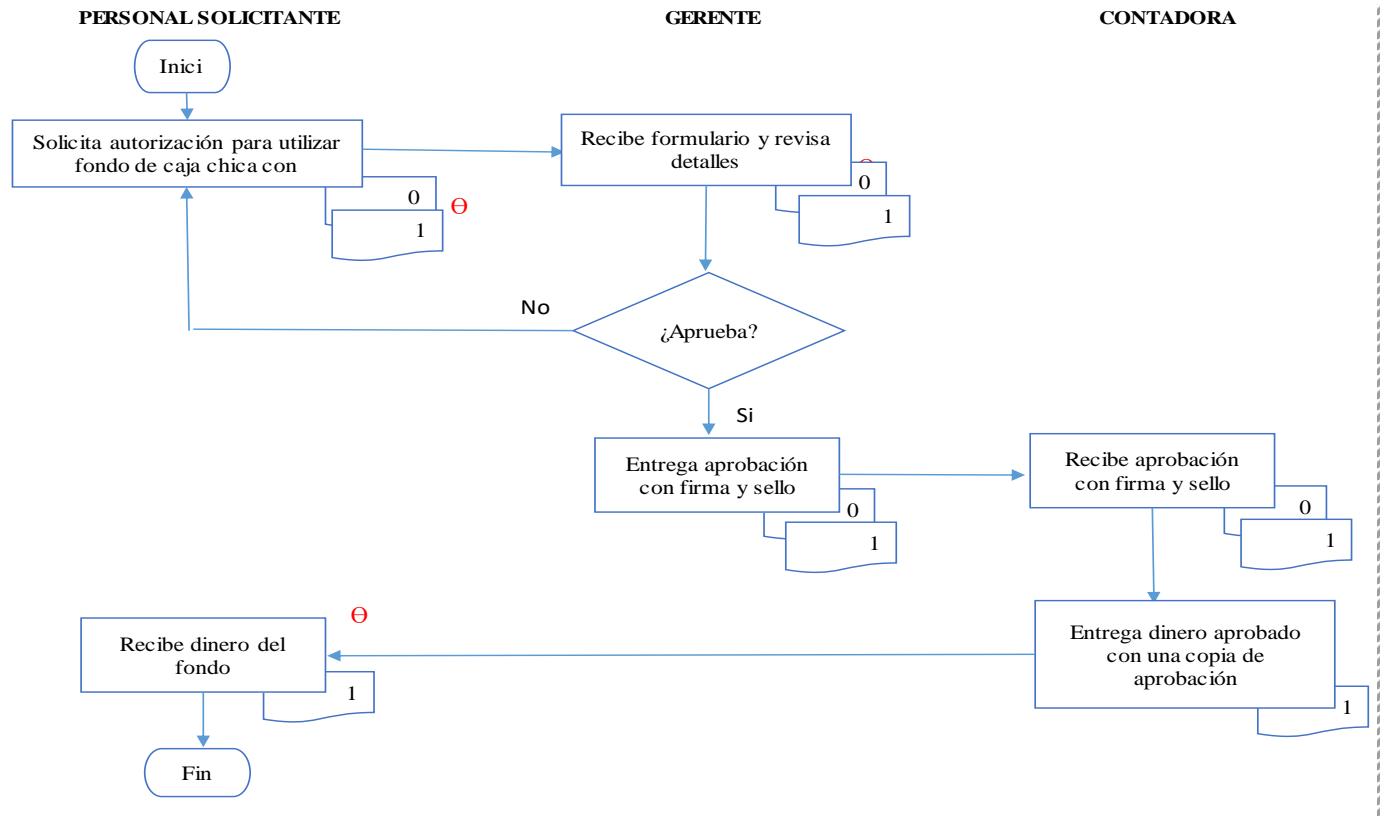 PERSONAL SOLICITANTE
GERENTE
CONTADORA
Inici
Solicita autorización para utilizar
fondo de caja chica con
0
1
Ɵ
Recibe formulario y revisa
detalles
0
1
¿Aprueba?
No
Si
Entrega aprobación
con firma y sello
0
1
Recibe aprobación
con firma y sello
0
1
Entrega dinero aprobado
con una copia de
aprobación
1
Ɵ
Recibe dinero del
fondo
1
Fin